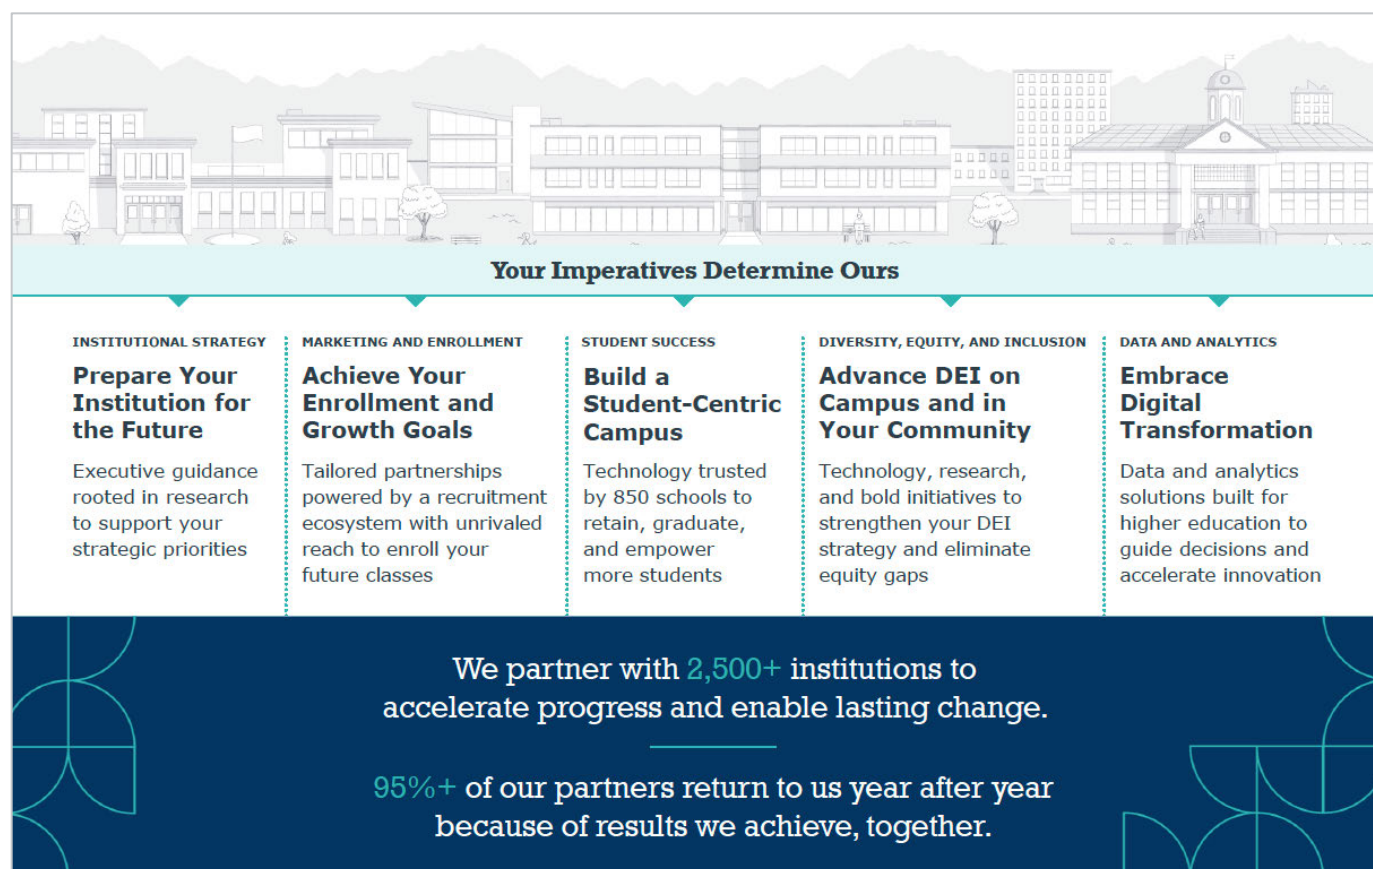 Your Imperatives Determine Ours
INSTITUTIONAL STRATEGY
Prepare Your
Institution for
the Future
Executive guidance
rooted in research
to support your
strategic priorities
MARKETING AND ENROLLMENT
Achieve Your
Enrollment and
Growth Goals
Tailored partnerships
powered by a recruitment
ecosystem with unrivaled
reach to enroll your
future classes
STUDENT SUCCESS
Build a
Student-Centric
Campus
Technology trusted
by 850 schools to
retain, graduate,
and empower
more students
DIVERSITY, EQUITY, AND INCLUSION
Advance DEI on
Campus and in
Your Community
Technology, research,
and bold initiatives to
strengthen your DEI
strategy and eliminate
equity gaps
DATA AND ANALYTICS
Embrace
Digital
Transformation
Data and analytics
solutions built for
higher education to
guide decisions and
accelerate innovation
We partner with 2,500+ institutions to
accelerate progress and enable lasting change.
95%+ of our partners return to us year after year
because of results we achieve, together.